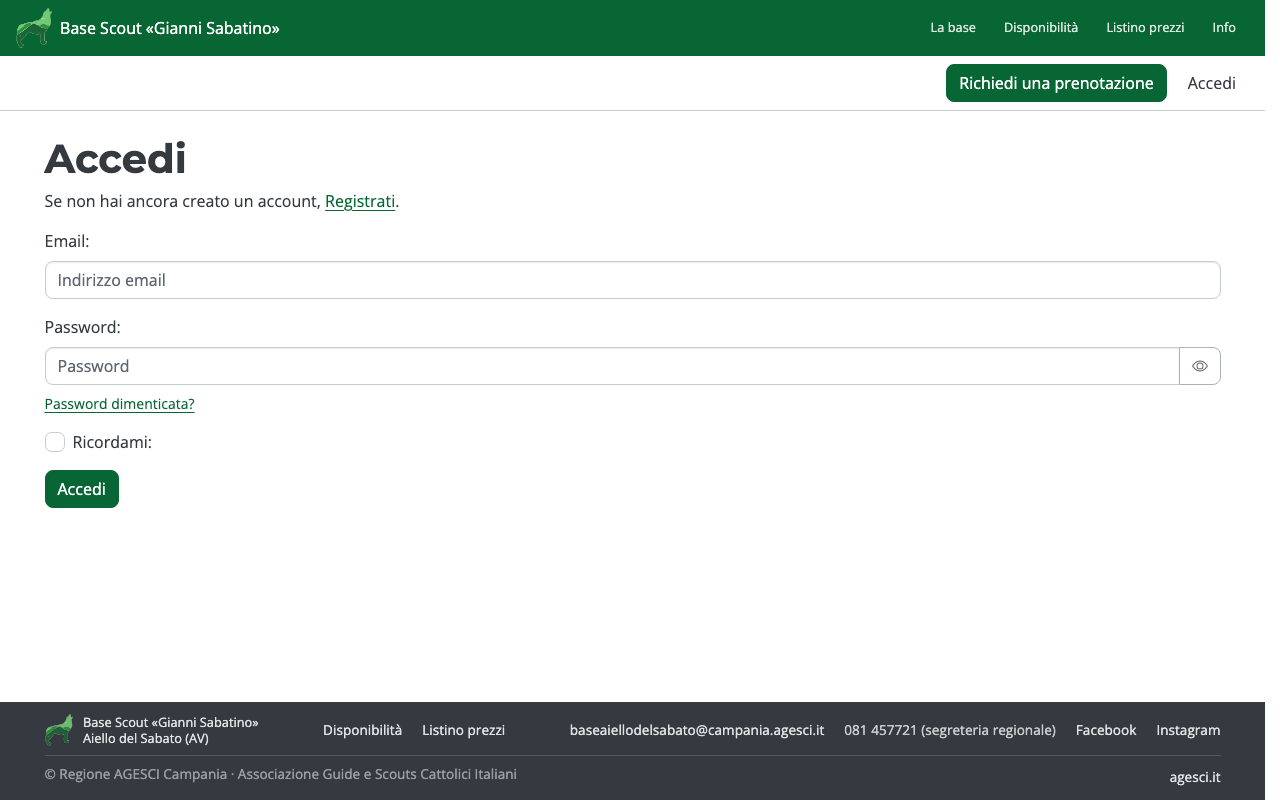 Base Scout «Gianni Sabatino»
La base
Disponibilità
Listino prezzi
Info
Richiedi una prenotazione
Accedi
Accedi
Se non hai ancora creato un account, Registrati.
Email:
Indirizzo email
Password:
Password
Password dimenticata?
Ricordami:
Accedi
Base Scout «Gianni Sabatino»
Aiello del Sabato (AV)
Disponibilità
Listino prezzi
baseaiellodelsabato@campania.agesci.it
081 457721 (segreteria regionale)
Facebook
Instagram
© Regione AGESCI Campania · Associazione Guide e Scouts Cattolici Italiani
agesci.it